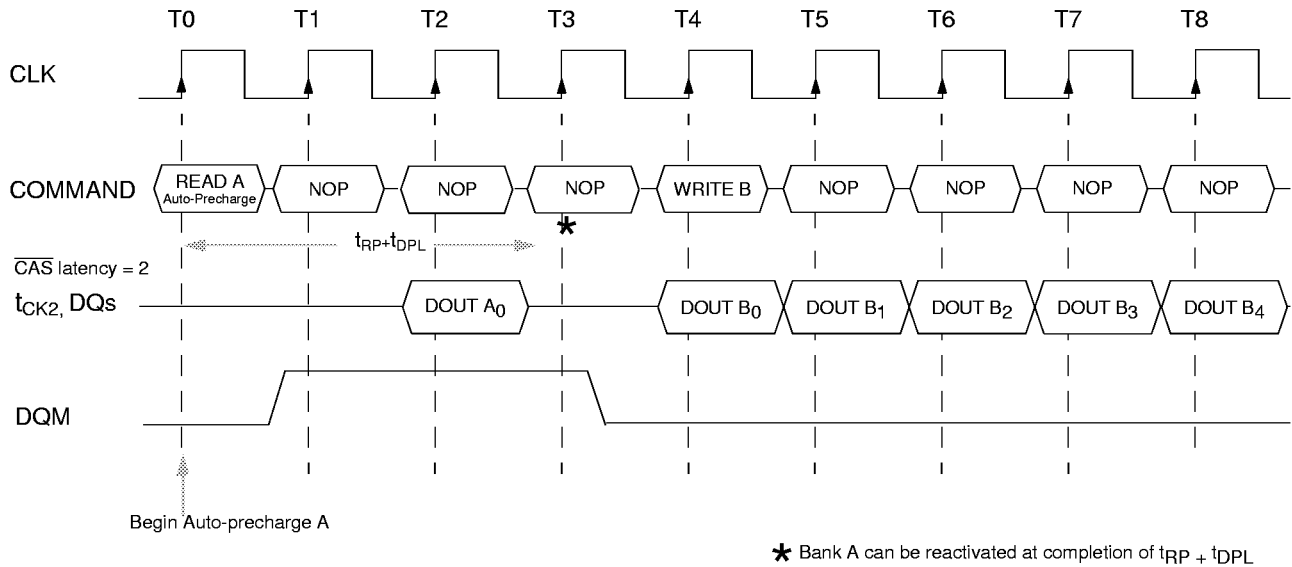 T0 T1 T2 T3 T4 T5 T6 T7 T8
CLK
COMMAND READ A Auto-Precharge NOP NOP NOP WRITE B NOP NOP NOP NOP
*
tRP+tDPL
CAS latency = 2
tCK2, DQs DOUT A0 DOUT B0 DOUT B1 DOUT B2 DOUT B3 DOUT B4
DQM
Begin Auto-precharge A
* Bank A can be reactivated at completion of tRP + tDPL